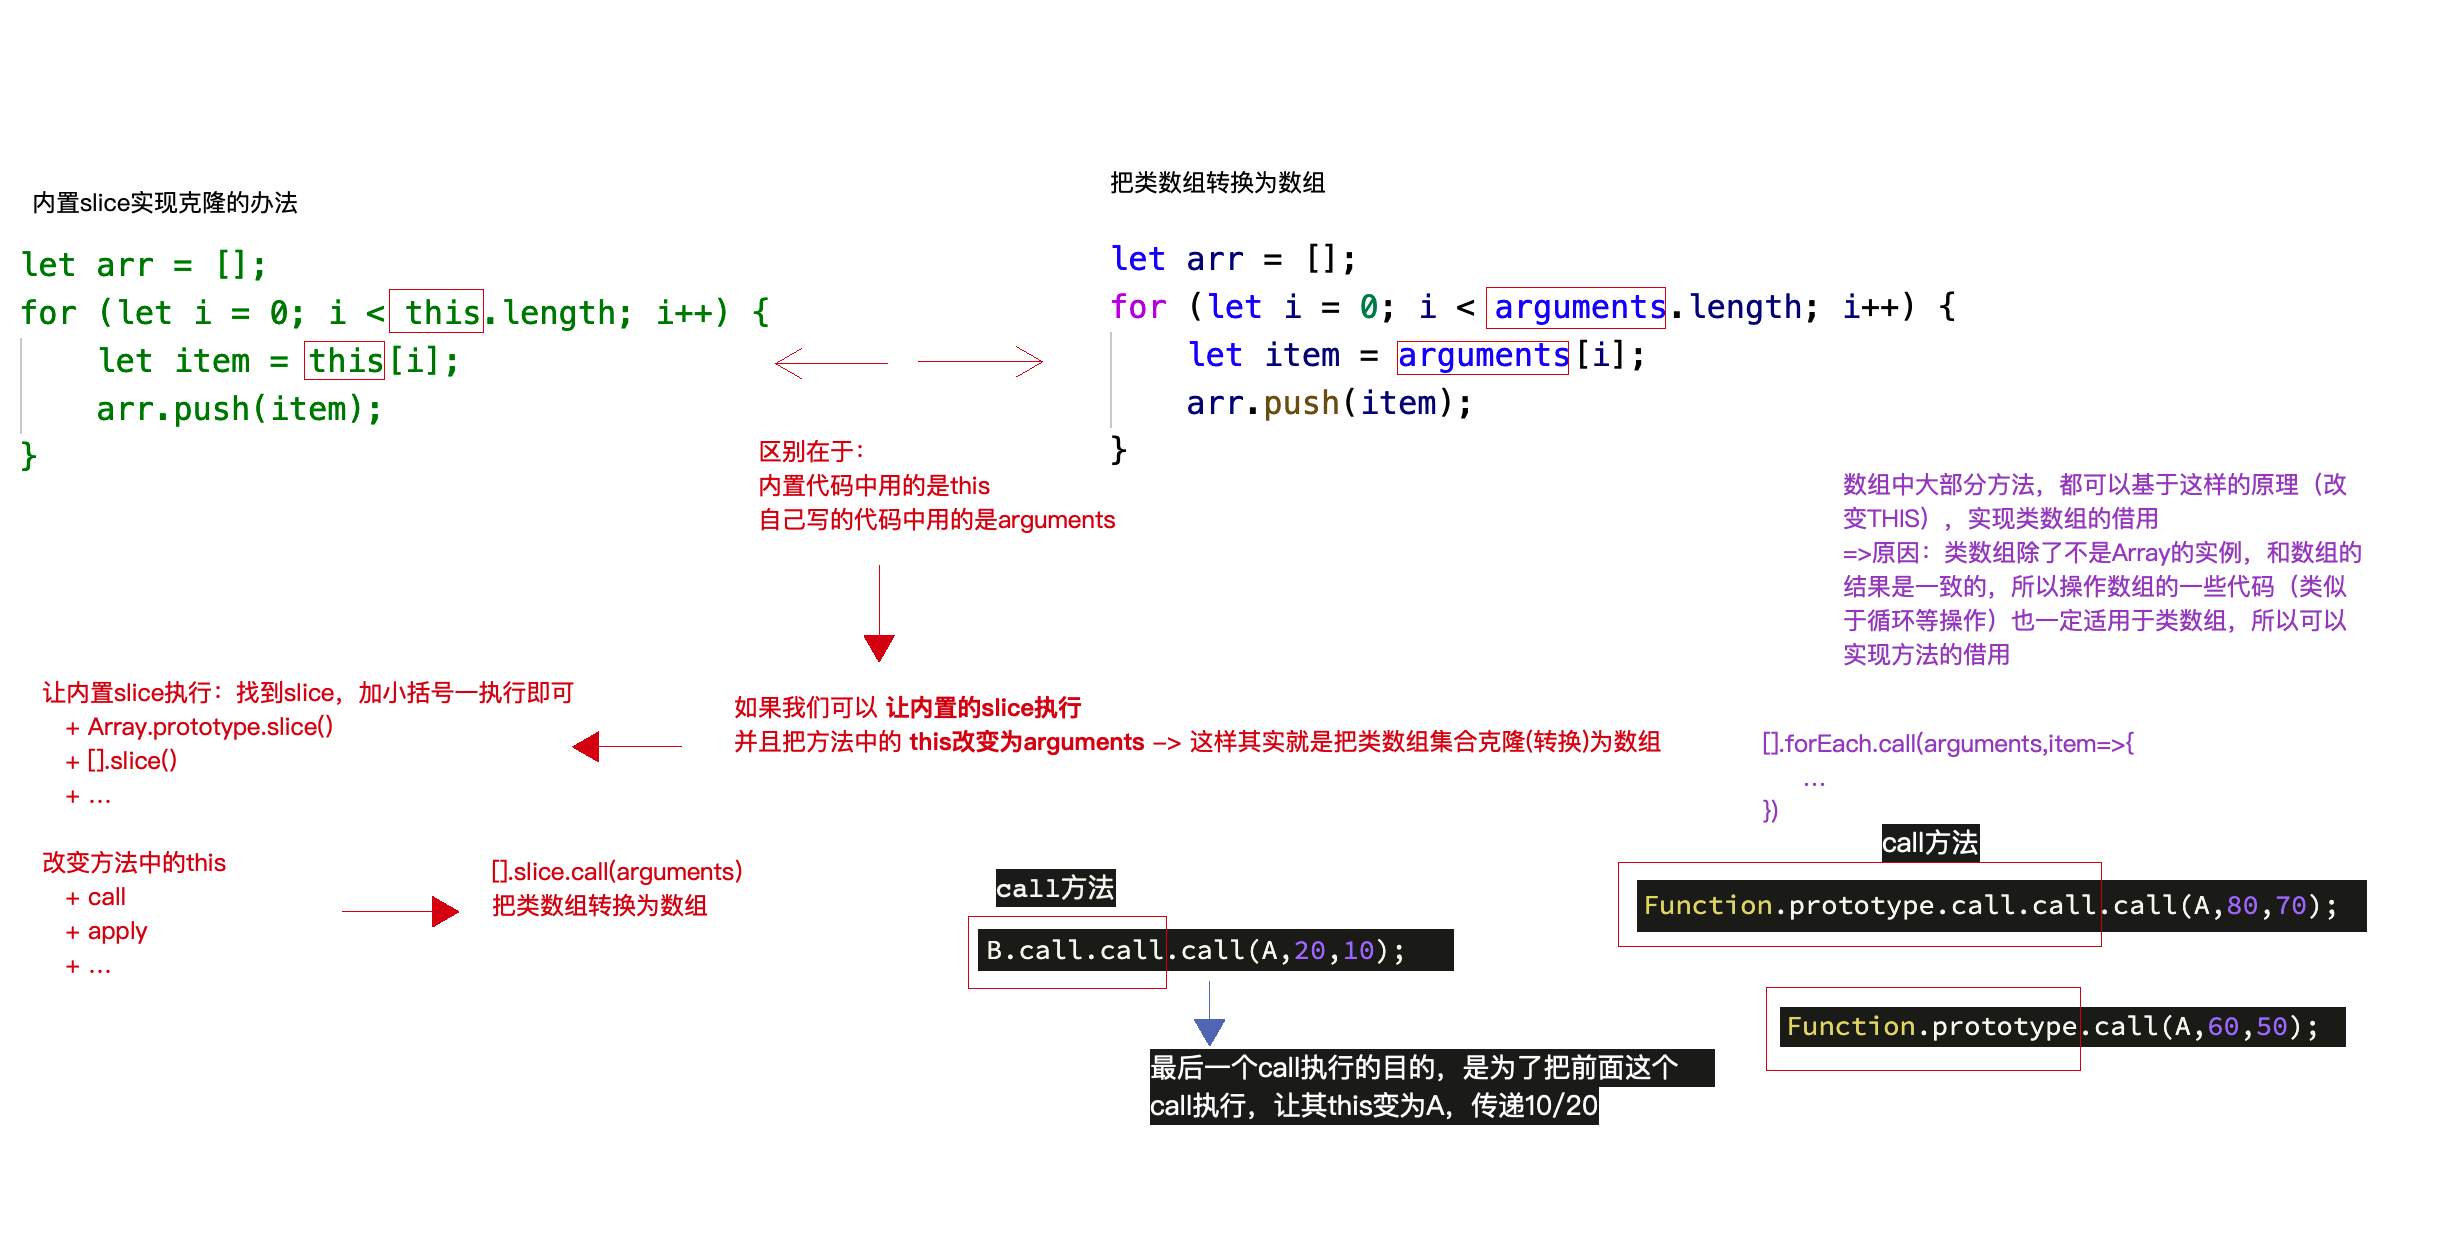 内置slice实现克隆的办法
let arr = [];
for (let i = 0; i < this.length; i++) {
    let item = this[i];
    arr.push(item);
}
把类数组转换为数组
let arr = [];
for (let i = 0; i < arguments.length; i++) {
    let item = arguments[i];
    arr.push(item);
}
区别在于：
内置代码中用的是this
自己写的代码中用的是arguments
数组中大部分方法，都可以基于这样的原理（改
变THIS），实现类数组的借用
=>原因：类数组除了不是Array的实例，和数组的
结果是一致的，所以操作数组的一些代码（类似
于循环等操作）也一定适用于类数组，所以可以
实现方法的借用
如果我们可以 让内置的slice执行
并且把方法中的 this改变为arguments –> 这样其实就是把类数组集合克隆(转换)为数组
让内置slice执行：找到slice，加小括号一执行即可
+ Array.prototype.slice()
+ [].slice()
+ ...
改变方法中的this
+ call
+ apply
+ ...
[].slice.call(arguments)
把类数组转换为数组
[].forEach.call(arguments,item=>{
...
})
call方法
B.call.call.call(A,20,10);
最后一个call执行的目的，是为了把前面这个
call执行，让其this变为A，传递10/20
call方法
Function.prototype.call.call.call(A,80,70);
Function.prototype.call(A,60,50);